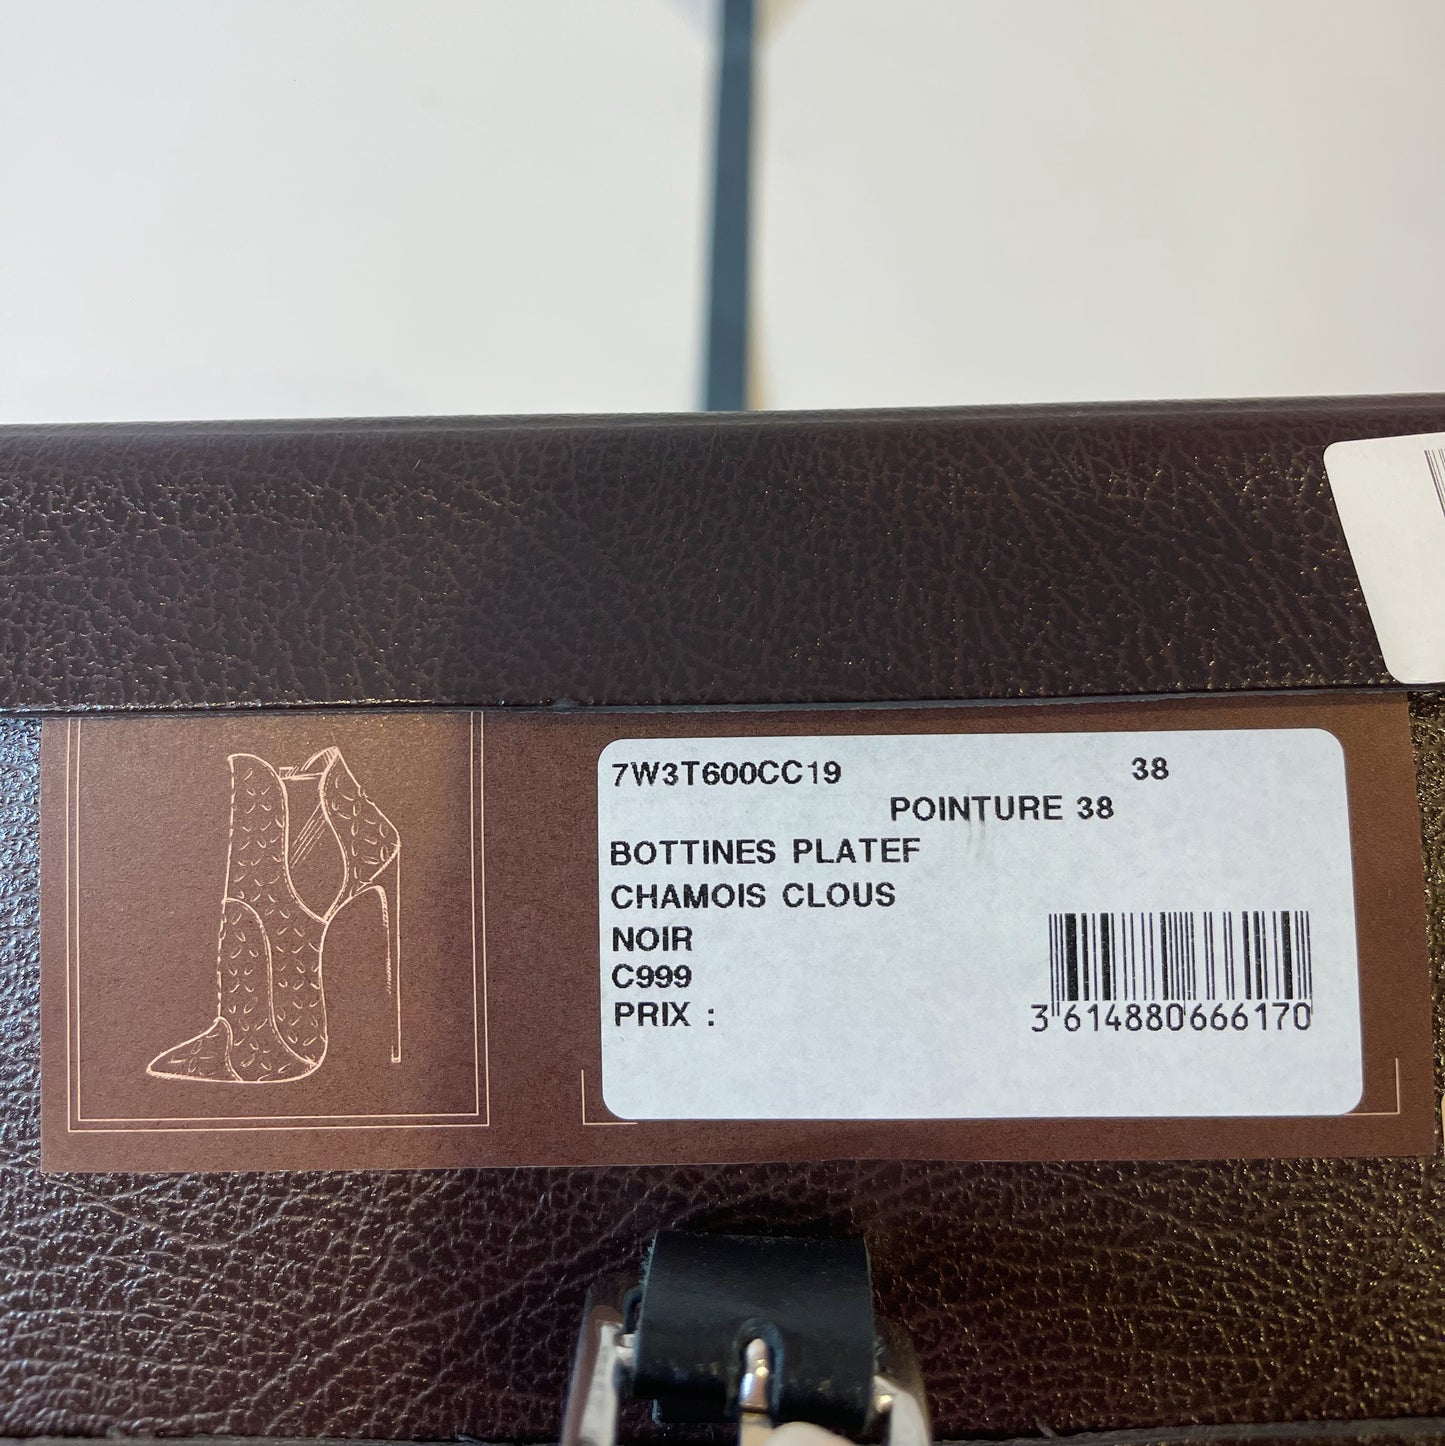 7W3T600CC19 38
POINTURE 38
BOTTINES PLATEF
CHAMOIS CLOUS
NOIR
C999
PRIX :
3 614880 666170